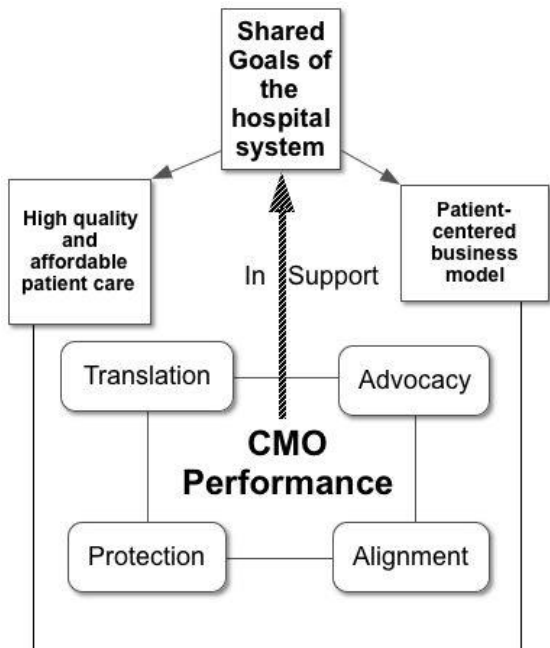 Shared
Goals of
the
hospital
system
High quality
and
affordable
patient care
Patient-
centered
business
model
In Support
Translation
Advocacy
CMO
Performance
Protection
Alignment